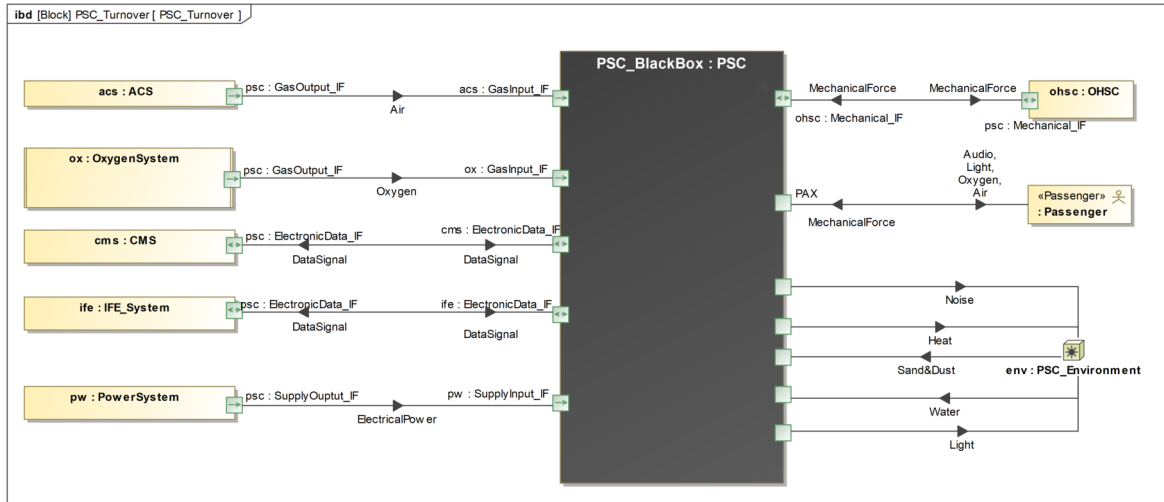 ibd [Block] PSC_Turnover [ PSC_Turnover ]
PSC_BlackBox : PSC
acs : ACS
psc : GasOutput_IF
Air
acs : GasInput_IF
ox : OxygenSystem
psc : GasOutput_IF
Oxygen
ox : GasInput_IF
cms : CMS
psc : ElectronicData_IF
DataSignal
cms : ElectronicData_IF
DataSignal
ife : IFE_System
psc : ElectronicData_IF
DataSignal
ife : ElectronicData_IF
DataSignal
pw : PowerSystem
psc : SupplyOuptut_IF
ElectricalPower
pw : SupplyInput_IF
MechanicalForce
MechanicalForce
ohsc : Mechanical_IF
psc : Mechanical_IF
ohsc : OHSC
Audio,
Light,
Oxygen,
Air
PAX
MechanicalForce
«Passenger»
: Passenger
Noise
Heat
Sand&Dust
env : PSC_Environment
Water
Light